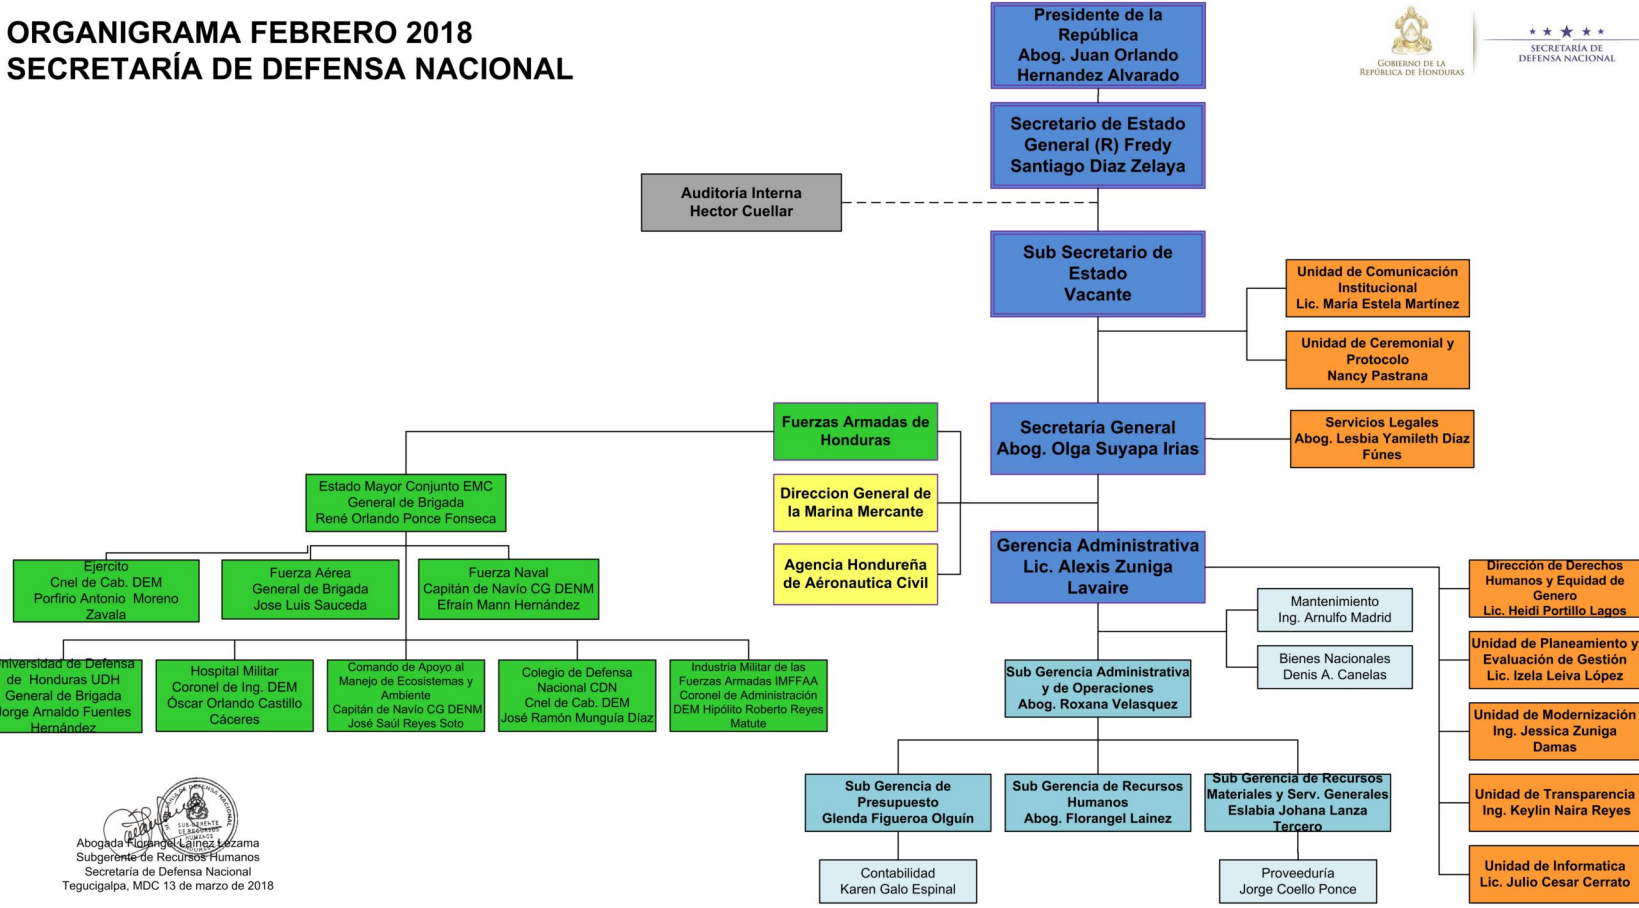 ORGANIGRAMA FEBRERO 2018
SECRETARÍA DE DEFENSA NACIONAL
Presidente de la
República
Abog. Juan Orlando
Hernandez Alvarado
GOBIERNO DE LA
REPÚBLICA DE HONDURAS
SECRETARÍA DE
DEFENSA NACIONAL
Secretario de Estado
General (R) Fredy
Santiago Diaz Zelaya
Auditoría Interna
Hector Cuellar
Sub Secretario de
Estado
Vacante
Unidad de Comunicación
Institucional
Lic. María Estela Martínez
Unidad de Ceremonial y
Protocolo
Nancy Pastrana
Fuerzas Armadas de
Honduras
Secretaría General
Abog. Olga Suyapa Irias
Servicios Legales
Abog. Lesbia Yamileth Díaz
Fúnes
Estado Mayor Conjunto EMC
General de Brigada
René Orlando Ponce Fonseca
Direccion General de
la Marina Mercante
Agencia Hondureña
de Aéronautica Civil
Gerencia Administrativa
Lic. Alexis Zuniga
Lavaire
Ejercito
Cnel de Cab. DEM
Porfirio Antonio Moreno
Zavala
Fuerza Aérea
General de Brigada
Jose Luis Sauceda
Fuerza Naval
Capitán de Navío CG DENM
Efraín Mann Hernández
Mantenimiento
Ing. Arnulfo Madrid
Bienes Nacionales
Denis A. Canelas
Dirección de Derechos
Humanos y Equidad de
Genero
Lic. Heidi Portillo Lagos
Unidad de Planeamiento y
Evaluación de Gestión
Lic. Izela Leiva López
Unidad de Modernización
Ing. Jessica Zuniga
Damas
Unidad de Transparencia
Ing. Keylin Naira Reyes
Unidad de Informatica
Lic. Julio Cesar Cerrato
niversidad de Defensa
de Honduras UDH
General de Brigada
Jorge Arnaldo Fuentes
Hernández
Hospital Militar
Coronel de Ing. DEM
Óscar Orlando Castillo
Cáceres
Comando de Apoyo al
Manejo de Ecosistemas y
Ambiente
Capitán de Navío CG DENM
José Saúl Reyes Soto
Colegio de Defensa
Nacional CDN
Cnel de Cab. DEM
José Ramón Munguía Díaz
Industria Militar de las
Fuerzas Armadas IMFFAA
Coronel de Administración
DEM Hipólito Roberto Reyes
Matute
Sub Gerencia Administrativa
y de Operaciones
Abog. Roxana Velasquez
Sub Gerencia de
Presupuesto
Glenda Figueroa Olguín
Sub Gerencia de Recursos
Humanos
Abog. Florangel Lainez
Sub Gerencia de Recursos
Materiales y Serv. Generales
Eslabia Johana Lanza
Tercero
Contabilidad
Karen Galo Espinal
Proveeduría
Jorge Coello Ponce
SUB-GERENTE
DE RECURSOS
HUMANOS
Abogada Florangel Laínez Lezama
Subgerente de Recursos Humanos
Secretaría de Defensa Nacional
Tegucigalpa, MDC 13 de marzo de 2018